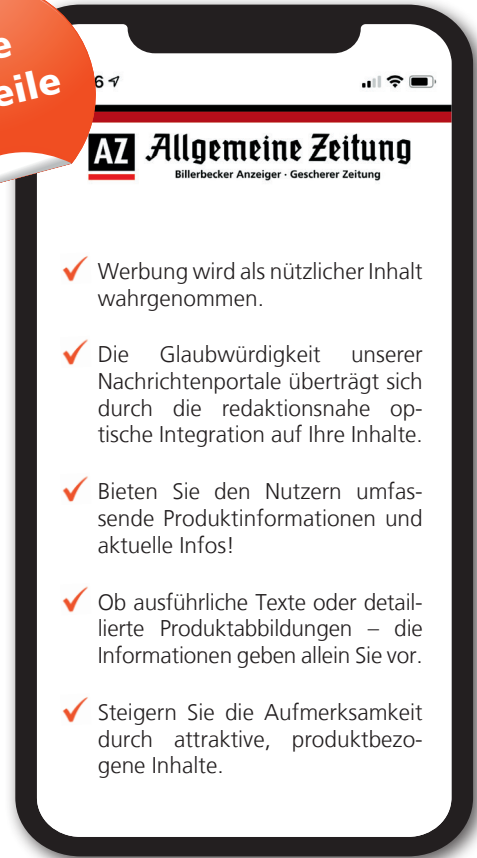 e
eile
6
AZ Allgemeine Zeitung
Billerbecker Anzeiger · Gescherer Zeitung
Werbung wird als nützlicher Inhalt
wahrgenommen.
Die Glaubwürdigkeit unserer
Nachrichtenportale überträgt sich
durch die redaktionsnahe op-
tische Integration auf Ihre Inhalte.
Bieten Sie den Nutzern umfas-
sende Produktinformationen und
aktuelle Infos!
Ob ausführliche Texte oder detail-
lierte Produktabbildungen – die
Informationen geben allein Sie vor.
Steigern Sie die Aufmerksamkeit
durch attraktive, produktbezo-
gene Inhalte.